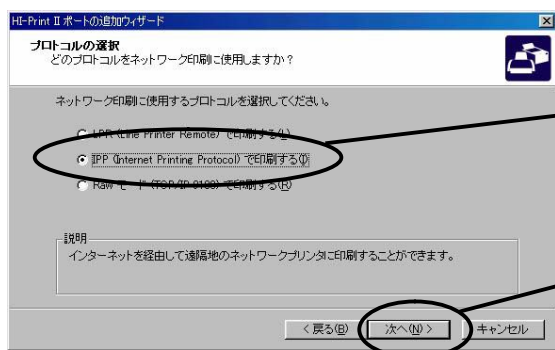 HI-Print II ポートの追加ウィザード
プロトコルの選択
どのプロトコルをネットワーク印刷に使用しますか？
ネットワーク印刷に使用するプロトコルを選択してください。
LPR (Line Printer Remote) で印刷する(L)
IPP (Internet Printing Protocol) で印刷する(I)
Raw モード (TCP/IP 9100) で印刷する(R)
説明
インターネットを経由して遠隔地のネットワークプリンタに印刷することができます。
< 戻る(B) 次へ(N) > キャンセル